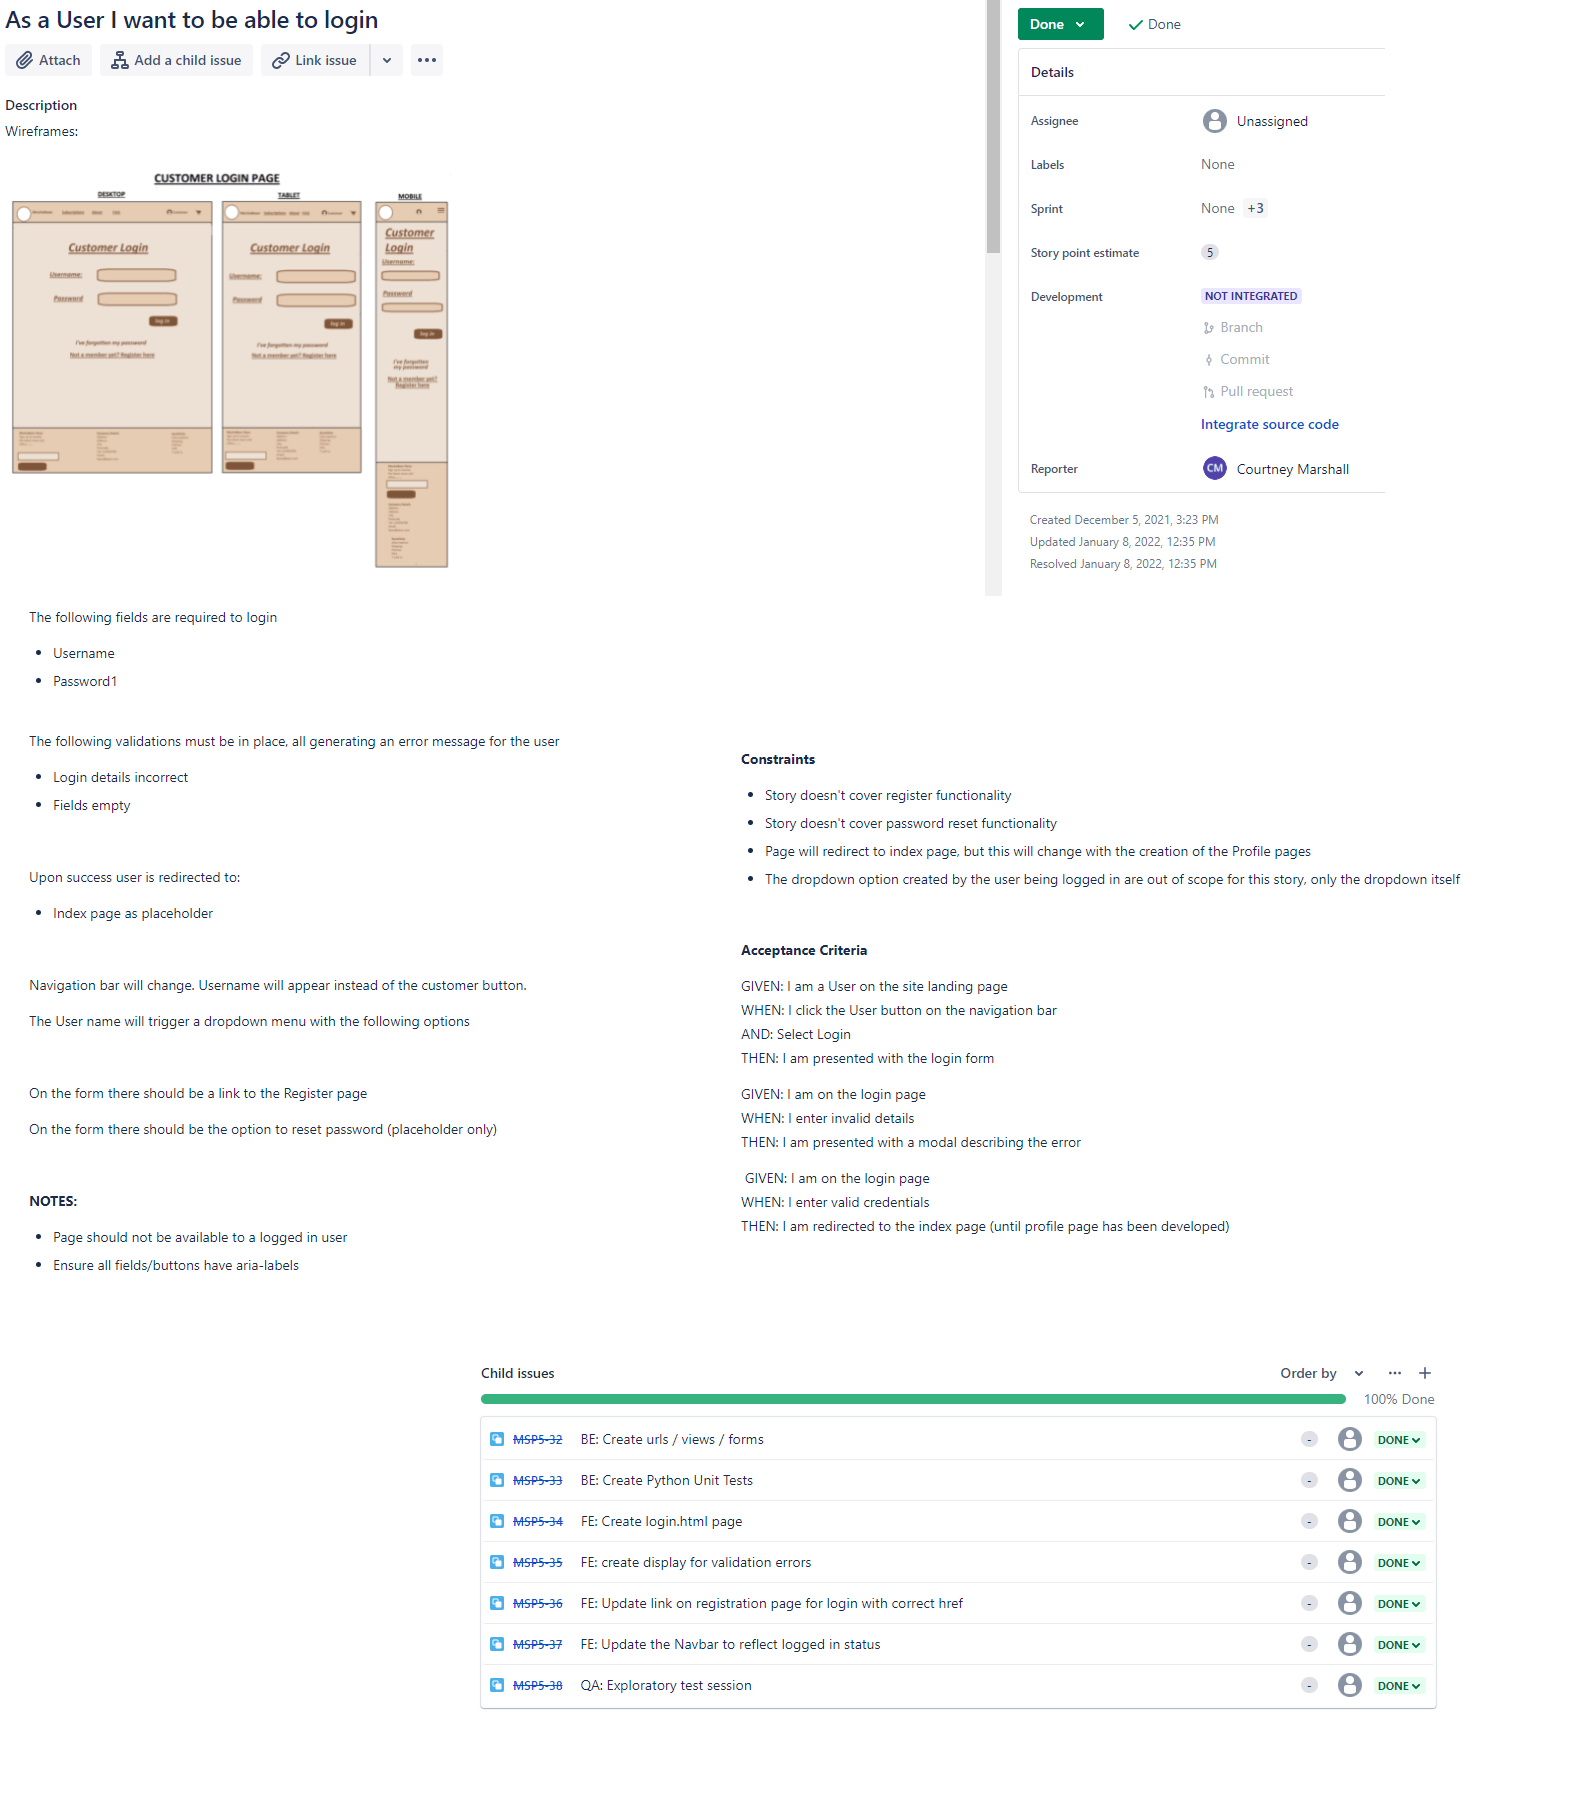 As a User I want to be able to login
Attach
Add a child issue
Link issue
Description
Wireframes:
CUSTOMER LOGIN PAGE
DESKTOP
TABLET
MOBILE
Customer Login
Username:
Password
log in
I've forgotten my password
Not a member yet? Register here
Customer Login
Username:
Password
log in
I've forgotten my password
Not a member yet? Register here
Customer
Login
Username:
Password
log in
I've forgotten
my password
Not a member yet?
Register here
Done
Done
Details
Assignee
Unassigned
Labels
None
Sprint
None +3
Story point estimate
5
Development
NOT INTEGRATED
Branch
Commit
Pull request
Integrate source code
Reporter
CM Courtney Marshall
Created December 5, 2021, 3:23 PM
Updated January 8, 2022, 12:35 PM
Resolved January 8, 2022, 12:35 PM
The following fields are required to login
• Username
• Password1
The following validations must be in place, all generating an error message for the user
• Login details incorrect
• Fields empty
Upon success user is redirected to:
• Index page as placeholder
Navigation bar will change. Username will appear instead of the customer button.
The User name will trigger a dropdown menu with the following options
On the form there should be a link to the Register page
On the form there should be the option to reset password (placeholder only)
NOTES:
• Page should not be available to a logged in user
• Ensure all fields/buttons have aria-labels
Constraints
• Story doesn't cover register functionality
• Story doesn't cover password reset functionality
• Page will redirect to index page, but this will change with the creation of the Profile pages
• The dropdown option created by the user being logged in are out of scope for this story, only the dropdown itself
Acceptance Criteria
GIVEN: I am a User on the site landing page
WHEN: I click the User button on the navigation bar
AND: Select Login
THEN: I am presented with the login form
GIVEN: I am on the login page
WHEN: I enter invalid details
THEN: I am presented with a modal describing the error
GIVEN: I am on the login page
WHEN: I enter valid credentials
THEN: I am redirected to the index page (until profile page has been developed)
Child issues
Order by
100% Done
MSP5-32 BE: Create urls / views / forms - DONE
MSP5-33 BE: Create Python Unit Tests - DONE
MSP5-34 FE: Create login.html page - DONE
MSP5-35 FE: create display for validation errors - DONE
MSP5-36 FE: Update link on registration page for login with correct href - DONE
MSP5-37 FE: Update the Navbar to reflect logged in status - DONE
MSP5-38 QA: Exploratory test session - DONE